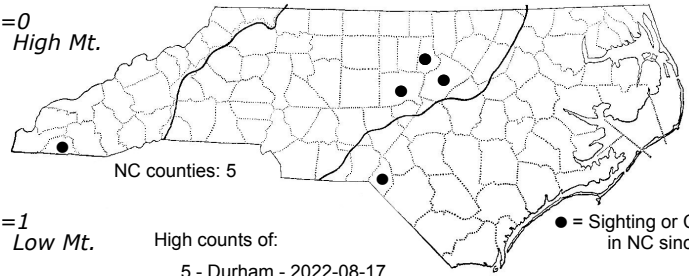 =0
High Mt.
NC counties: 5
=1
Low Mt.
High counts of:
5 - Durham - 2022-08-17
● = Sighting or
in NC